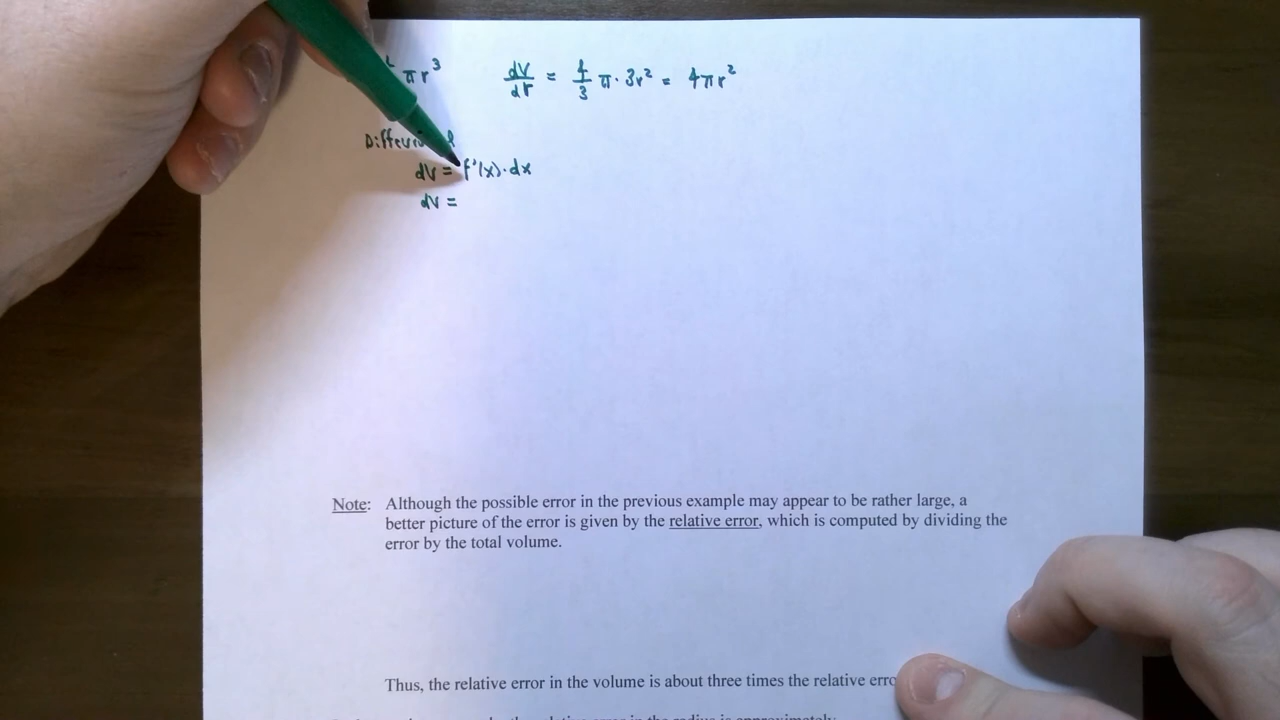 πr³ dV/dr = 4/3 π · 3r² = 4πr²
dV = f'(x)·dx
dV =
Note: Although the possible error in the previous example may appear to be rather large, a
better picture of the error is given by the relative error, which is computed by dividing the
error by the total volume.
Thus, the relative error in the volume is about three times the relative